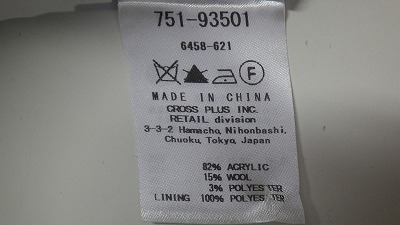 751-93501
6458-621
F
MADE IN CHINA
CROSS PLUS INC.
RETAIL division
3-3-2 Hamacho, Nihonbashi,
Chuoku, Tokyo, Japan
82% ACRYLIC
15% WOOL
3% POLYESTER
LINING 100% POLYESTER